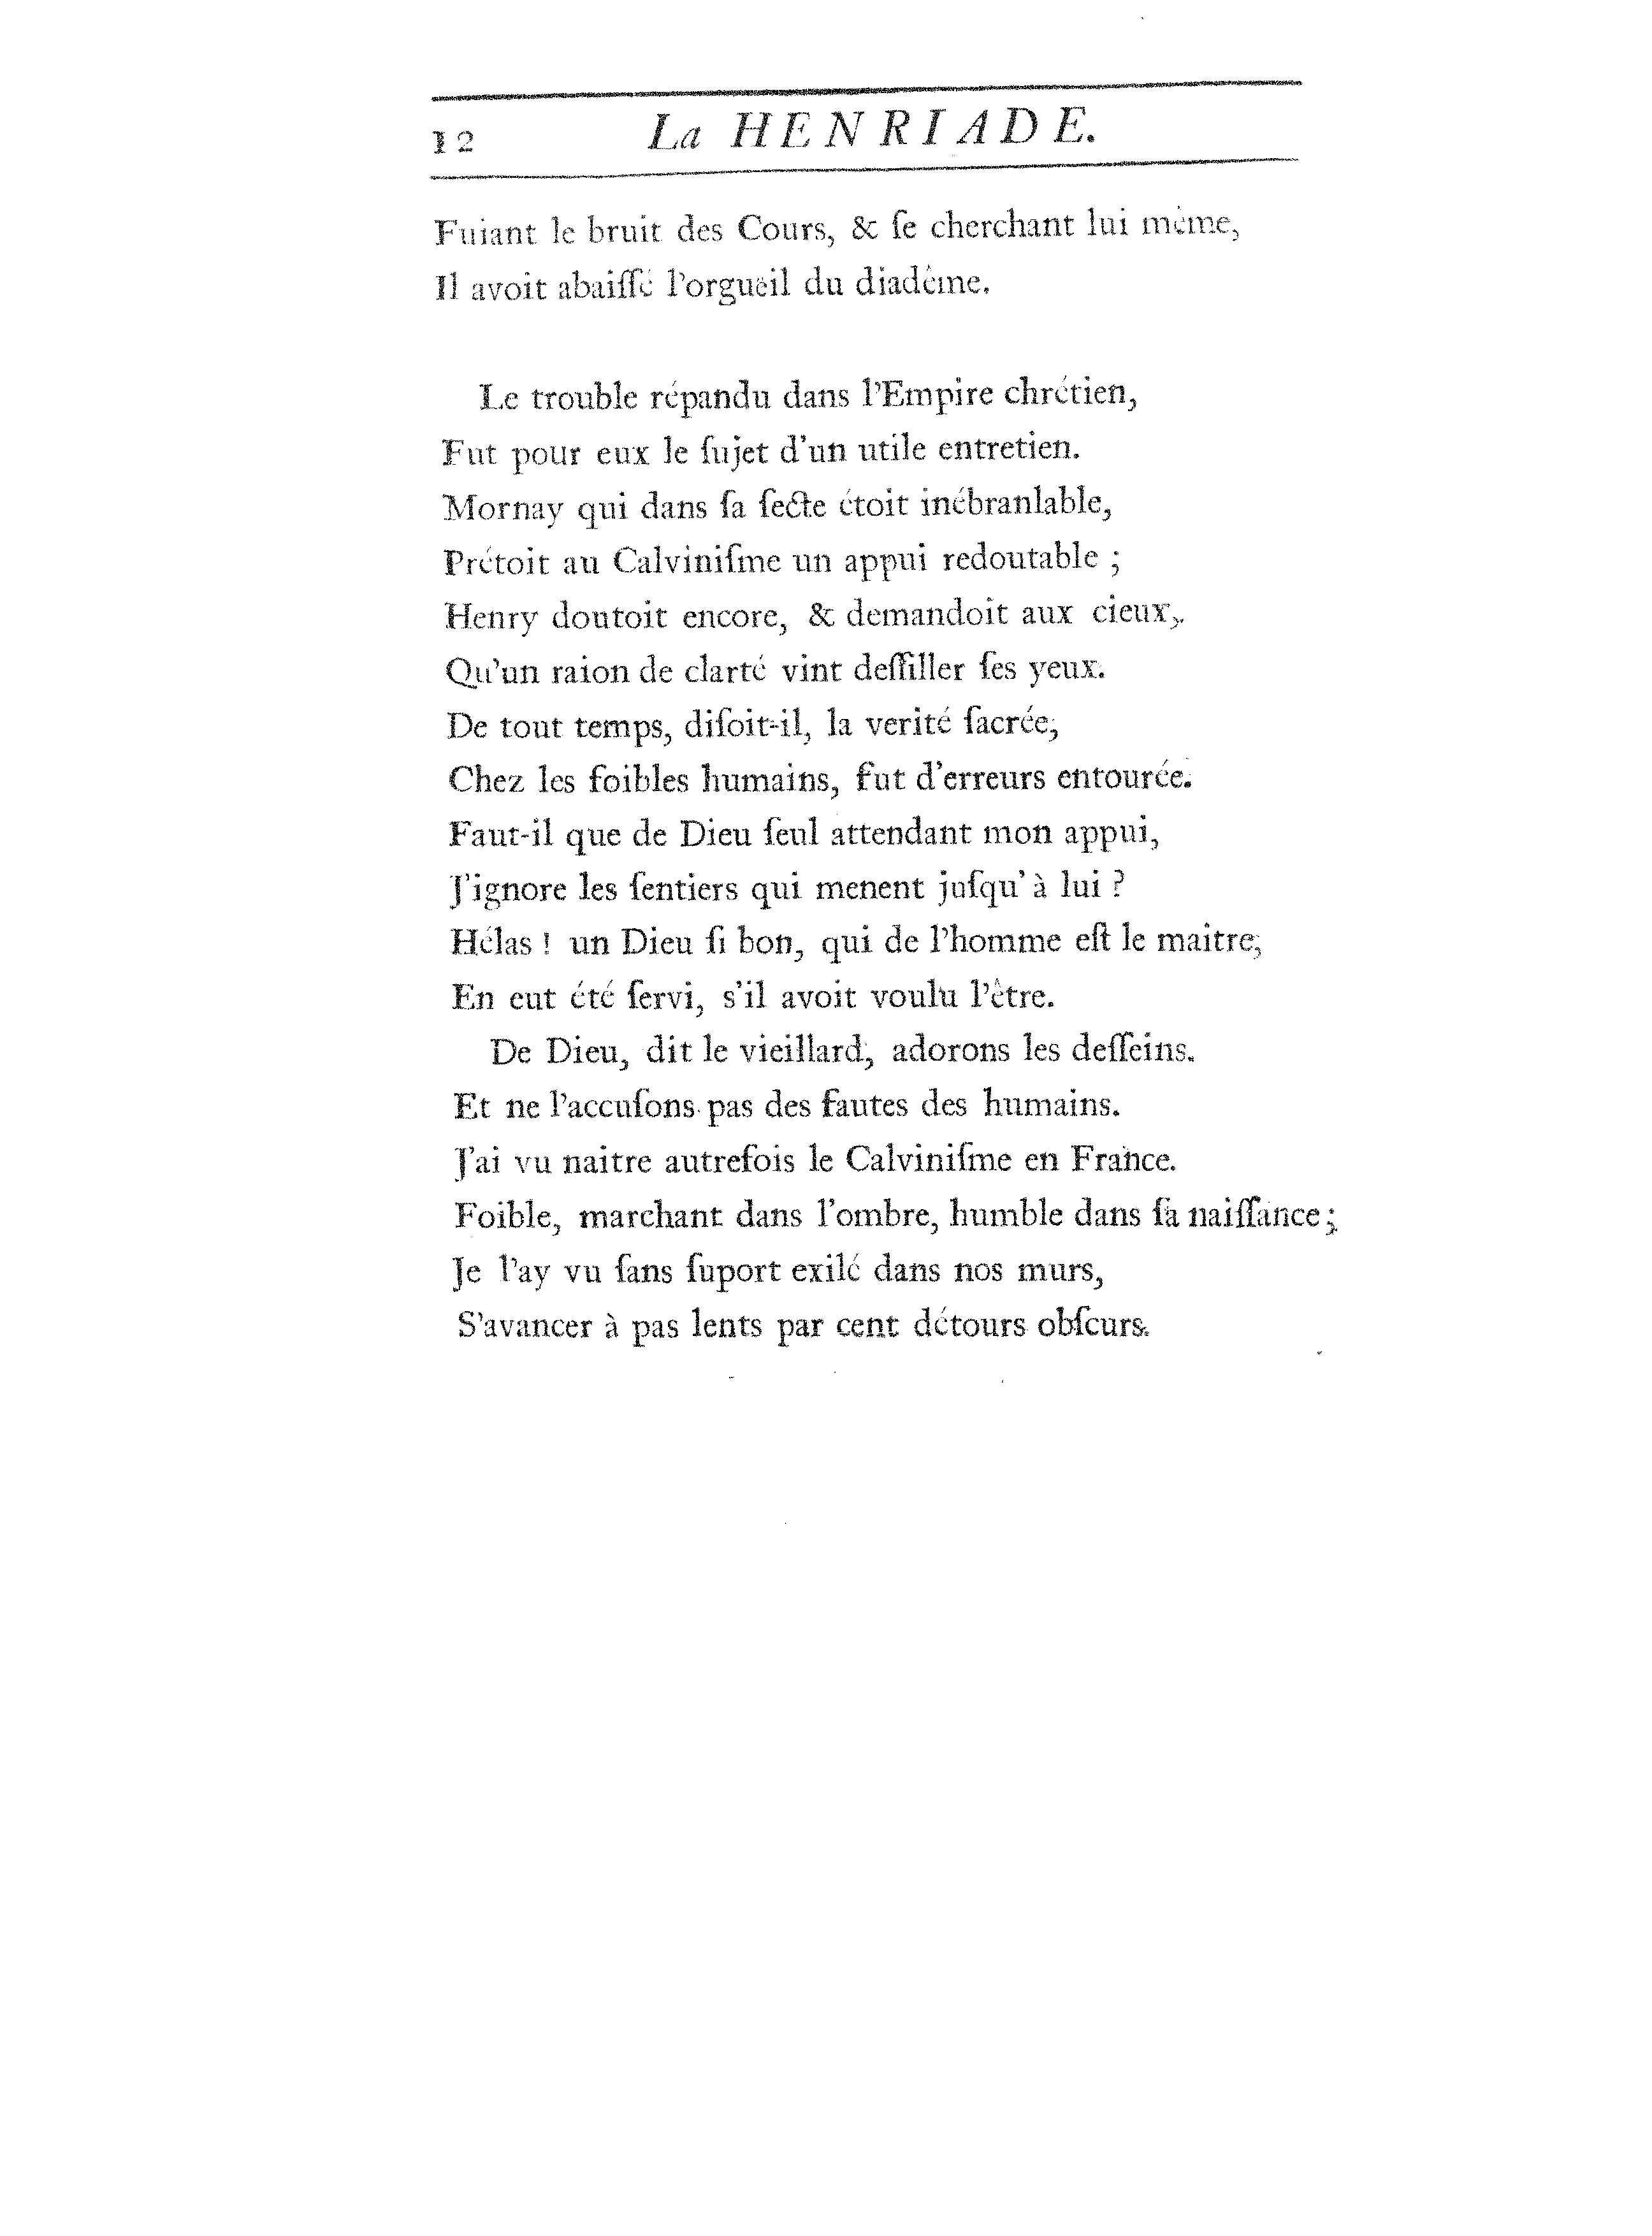 12 La HENRIADE.
Fuiant le bruit des Cours, & ſe cherchant lui même,
Il avoit abaiſſé l'orgueil du diadême.
Le trouble répandu dans l'Empire chrétien,
Fut pour eux le ſujet d'un utile entretien.
Mornay qui dans ſa ſecte étoit inébranlable,
Prétoit au Calviniſme un appui redoutable ;
Henry doutoit encore, & demandoit aux cieux,
Qu'un raion de clarté vint deſſiller ſes yeux.
De tout temps, diſoit-il, la verité ſacrée,
Chez les foibles humains, fut d'erreurs entourée.
Faut-il que de Dieu ſeul attendant mon appui,
J'ignore les ſentiers qui menent juſqu'à lui ?
Hélas ! un Dieu ſi bon, qui de l'homme eſt le maitre,
En eut été ſervi, s'il avoit voulu l'être.
De Dieu, dit le vieillard, adorons les deſſeins.
Et ne l'accuſons pas des fautes des humains.
J'ai vu naitre autrefois le Calviniſme en France.
Foible, marchant dans l'ombre, humble dans ſa naiſſance ;
Je l'ay vu ſans ſuport exilé dans nos murs,
S'avancer à pas lents par cent détours obſcurs.